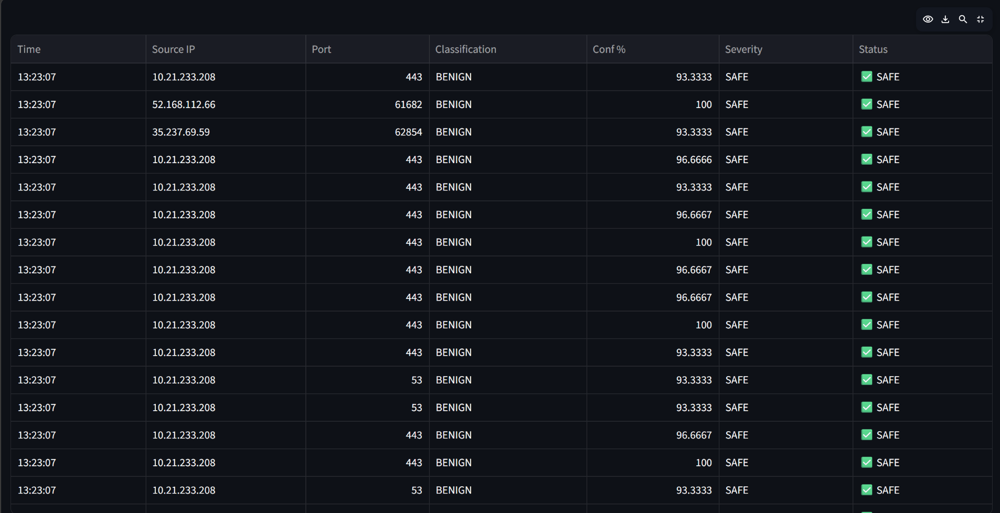 Time Source IP Port Classification Conf % Severity Status
13:23:07 10.21.233.208 443 BENIGN 93.3333 SAFE ✅ SAFE
13:23:07 52.168.112.66 61682 BENIGN 100 SAFE ✅ SAFE
13:23:07 35.237.69.59 62854 BENIGN 93.3333 SAFE ✅ SAFE
13:23:07 10.21.233.208 443 BENIGN 96.6666 SAFE ✅ SAFE
13:23:07 10.21.233.208 443 BENIGN 93.3333 SAFE ✅ SAFE
13:23:07 10.21.233.208 443 BENIGN 96.6667 SAFE ✅ SAFE
13:23:07 10.21.233.208 443 BENIGN 100 SAFE ✅ SAFE
13:23:07 10.21.233.208 443 BENIGN 96.6667 SAFE ✅ SAFE
13:23:07 10.21.233.208 443 BENIGN 96.6667 SAFE ✅ SAFE
13:23:07 10.21.233.208 443 BENIGN 100 SAFE ✅ SAFE
13:23:07 10.21.233.208 443 BENIGN 93.3333 SAFE ✅ SAFE
13:23:07 10.21.233.208 53 BENIGN 93.3333 SAFE ✅ SAFE
13:23:07 10.21.233.208 53 BENIGN 93.3333 SAFE ✅ SAFE
13:23:07 10.21.233.208 443 BENIGN 96.6667 SAFE ✅ SAFE
13:23:07 10.21.233.208 443 BENIGN 100 SAFE ✅ SAFE
13:23:07 10.21.233.208 53 BENIGN 93.3333 SAFE ✅ SAFE